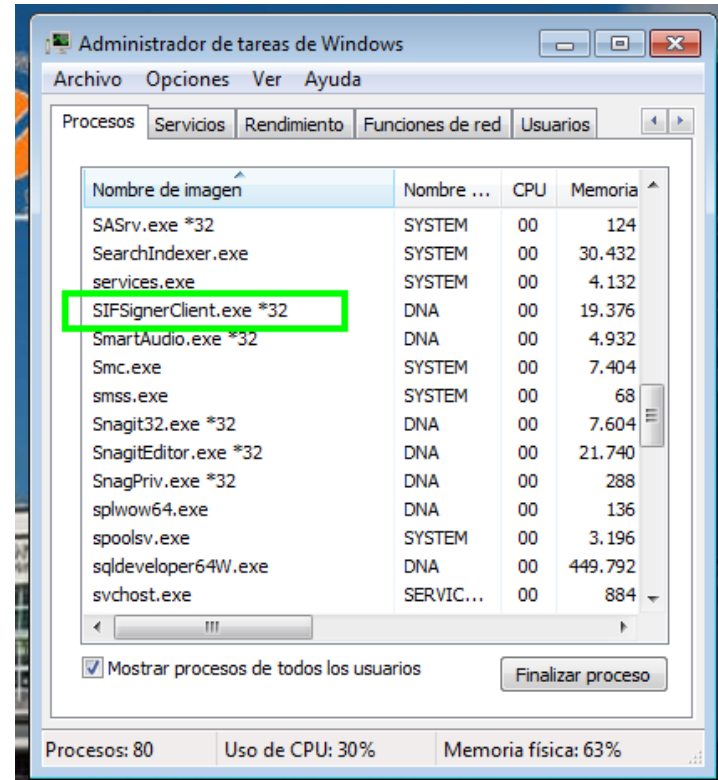 Administrador de tareas de Windows
Archivo Opciones Ver Ayuda
Procesos Servicios Rendimiento Funciones de red Usuarios
Nombre de imagen Nombre ... CPU Memoria
SASrv.exe *32 SYSTEM 00 124
SearchIndexer.exe SYSTEM 00 30.432
services.exe SYSTEM 00 4.132
SIFSignerClient.exe *32 DNA 00 19.376
SmartAudio.exe *32 DNA 00 4.932
Smc.exe SYSTEM 00 7.404
smss.exe SYSTEM 00 68
Snagit32.exe *32 DNA 00 7.604
SnagitEditor.exe *32 DNA 00 21.740
SnagPriv.exe *32 DNA 00 288
splwow64.exe DNA 00 136
spoolsv.exe SYSTEM 00 3.196
sqldeveloper64W.exe DNA 00 449.792
svchost.exe SERVIC... 00 884
Mostrar procesos de todos los usuarios Finalizar proceso
Procesos: 80 Uso de CPU: 30% Memoria física: 63%